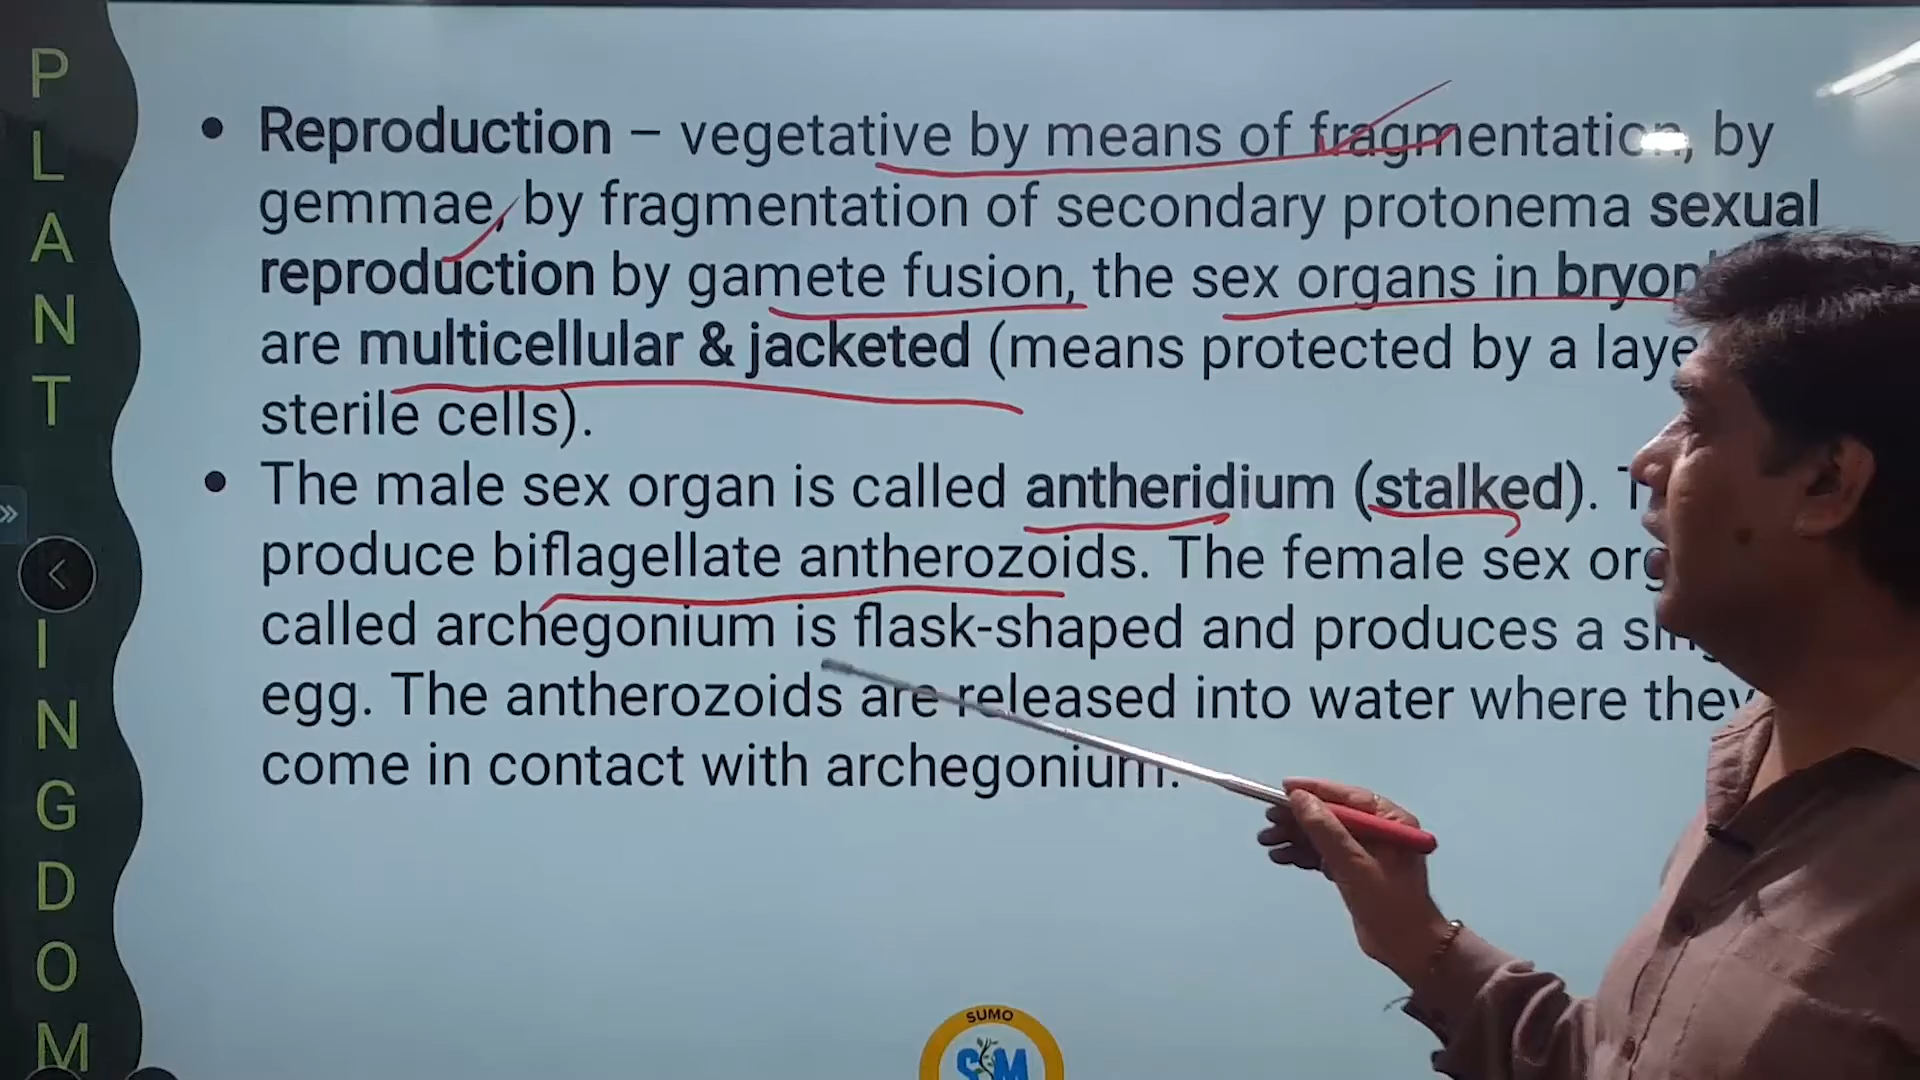 PLANT
KINGDOM
• Reproduction – vegetative by means of fragmentation, by
gemmae, by fragmentation of secondary protonema sexual
reproduction by gamete fusion, the sex organs in
are multicellular & jacketed (means protected by a
sterile cells).
• The male sex organ is called antheridium (stalked).
produce biflagellate antherozoids. The female sex
called archegonium is flask-shaped and produces a
egg. The antherozoids are released into water where they
come in contact with archegonium.
SUMO